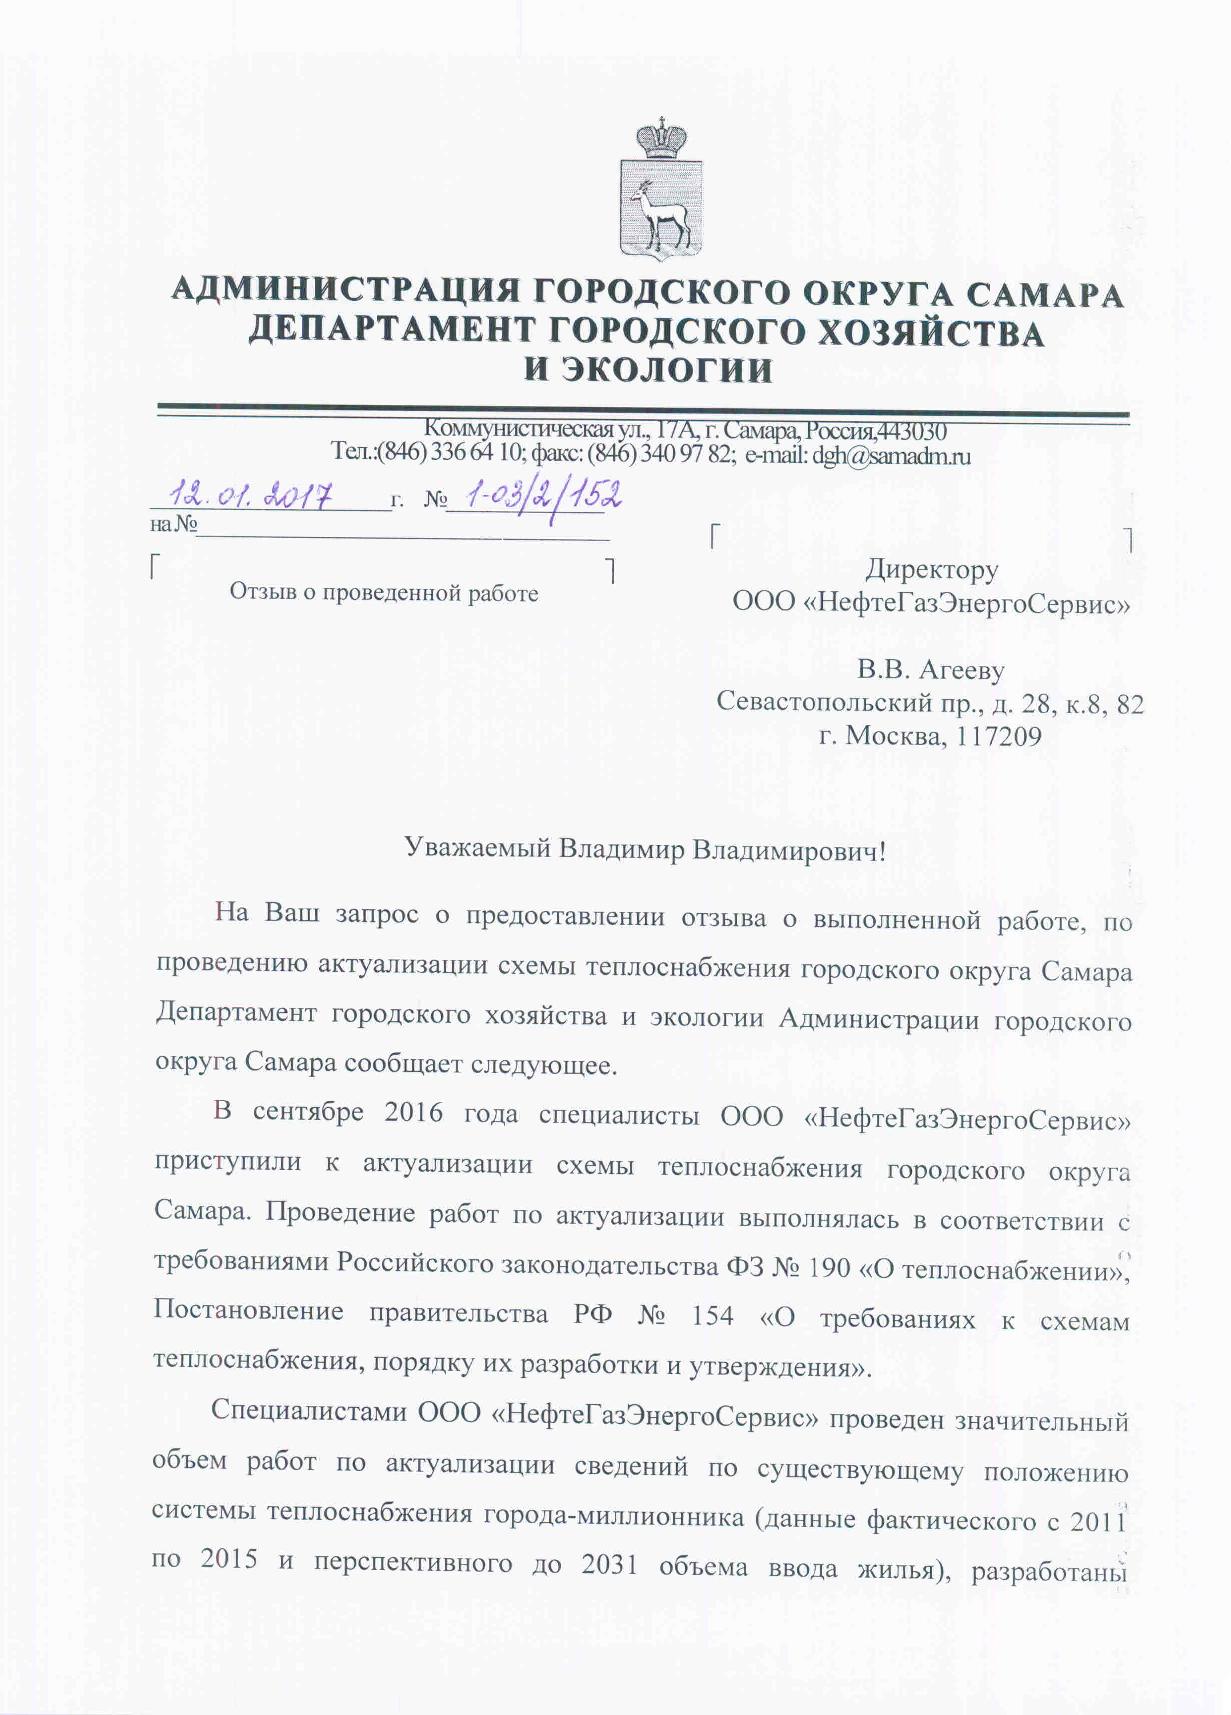 АДМИНИСТРАЦИЯ ГОРОДСКОГО ОКРУГА САМАРА
ДЕПАРТАМЕНТ ГОРОДСКОГО ХОЗЯЙСТВА
И ЭКОЛОГИИ
Коммунистическая ул., 17А, г. Самара, Россия,443030
Тел.:(846) 336 64 10; факс: (846) 340 97 82; e-mail: dgh@samadm.ru
12.01.2017 г. № 1-03/2/152
на №
Отзыв о проведенной работе
Директору
ООО «НефтеГазЭнергоСервис»
В.В. Агееву
Севастопольский пр., д. 28, к.8, 82
г. Москва, 117209
Уважаемый Владимир Владимирович!
На Ваш запрос о предоставлении отзыва о выполненной работе, по
проведению актуализации схемы теплоснабжения городского округа Самара
Департамент городского хозяйства и экологии Администрации городского
округа Самара сообщает следующее.
В сентябре 2016 года специалисты ООО «НефтеГазЭнергоСервис»
приступили к актуализации схемы теплоснабжения городского округа
Самара. Проведение работ по актуализации выполнялась в соответствии с
требованиями Российского законодательства ФЗ № 190 «О теплоснабжении»,
Постановление правительства РФ № 154 «О требованиях к схемам
теплоснабжения, порядку их разработки и утверждения».
Специалистами ООО «НефтеГазЭнергоСервис» проведен значительный
объем работ по актуализации сведений по существующему положению
системы теплоснабжения города-миллионника (данные фактического с 2011
по 2015 и перспективного до 2031 объема ввода жилья), разработаны